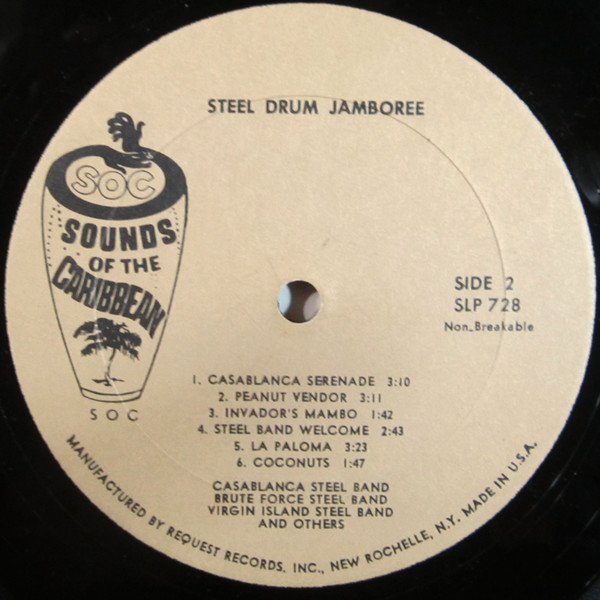 STEEL DRUM JAMBOREE
SOC
SOUNDS
OF THE
CARIBBEAN
SOC
SIDE 2
SLP 728
Non-Breakable
1. CASABLANCA SERENADE 3:10
2. PEANUT VENDOR 3:11
3. INVADOR'S MAMBO 1:42
4. STEEL BAND WELCOME 2:43
5. LA PALOMA 3:23
6. COCONUTS 1:47
CASABLANCA STEEL BAND
BRUTE FORCE STEEL BAND
VIRGIN ISLAND STEEL BAND
AND OTHERS
MANUFACTURED BY REQUEST RECORDS, INC., NEW ROCHELLE, N.Y. MADE IN U.S.A.